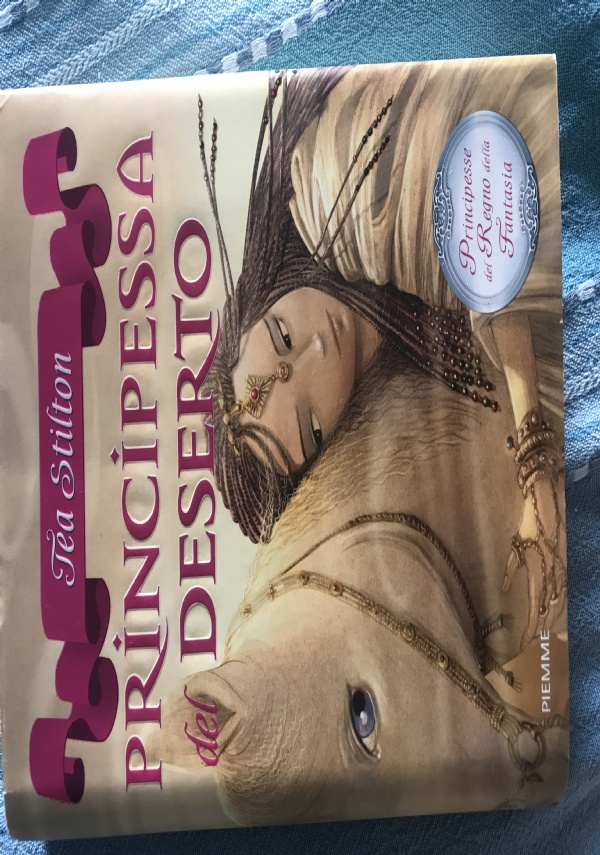 Tea Stilton
PRINCIPESSA
del DESERTO
Principesse
del Regno della
Fantasia
PIEMME